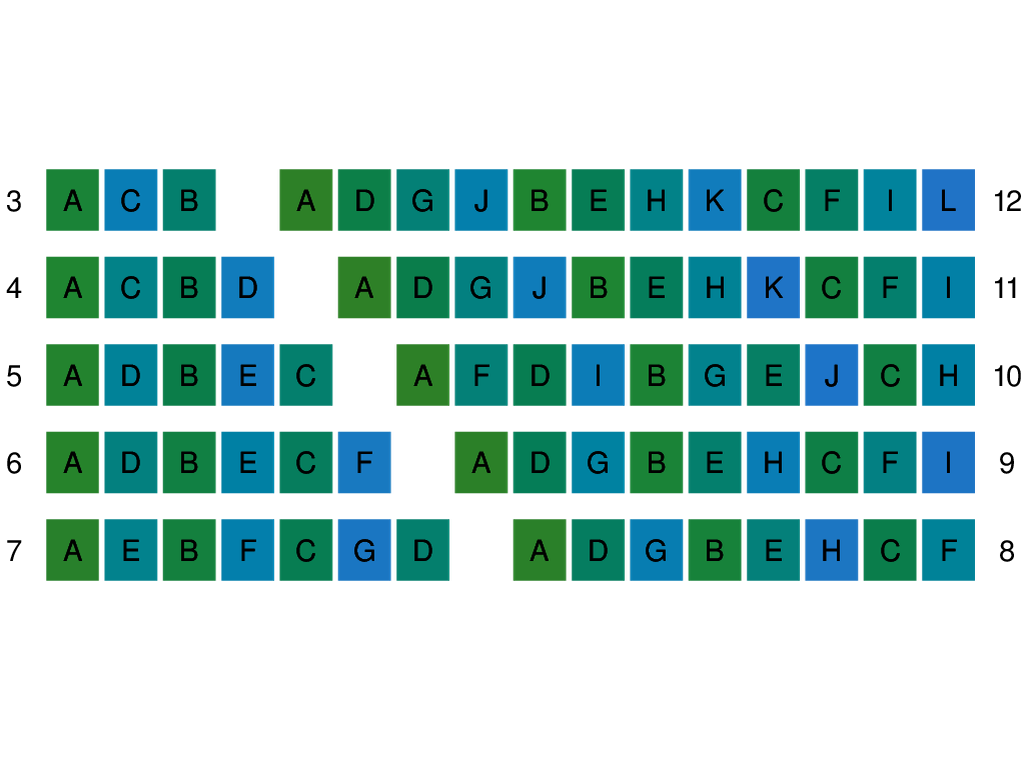 3 A C B A D G J B E H K C F I L 12
4 A C B D A D G J B E H K C F I 11
5 A D B E C A F D I B G E J C H 10
6 A D B E C F A D G B E H C F I 9
7 A E B F C G D A D G B E H C F 8